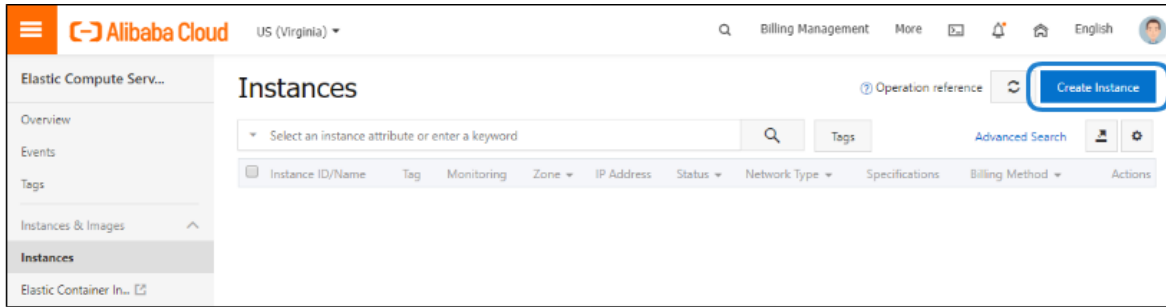 Alibaba Cloud US (Virginia) Billing Management More English
Elastic Compute Serv...
Instances
Operation reference
Create Instance
Overview
Select an instance attribute or enter a keyword
Tags
Advanced Search
Events
Instance ID/Name Tag Monitoring Zone IP Address Status Network Type Specifications Billing Method Actions
Tags
Instances & Images
Instances
Elastic Container In...